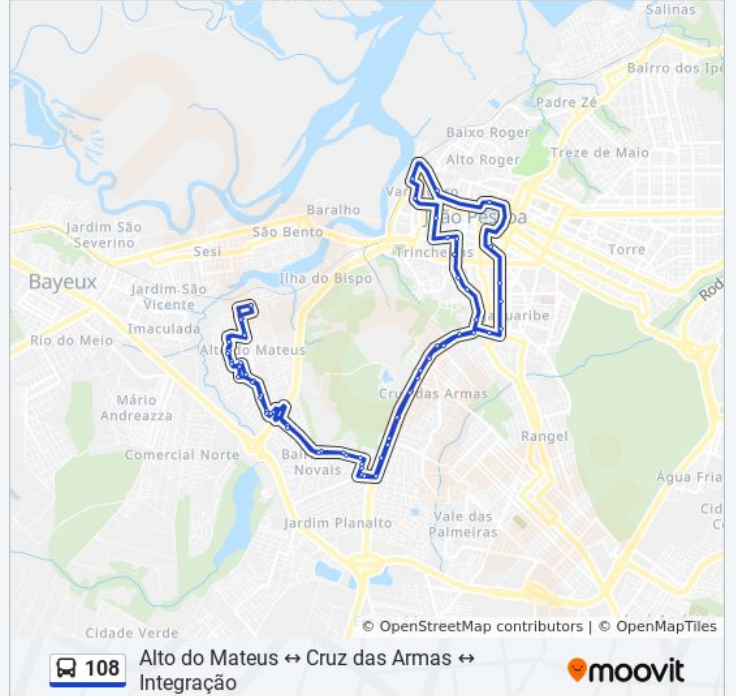 Salinas
Bairro dos Ipê
Padre Zé
Baixo Roger
Treze de Maio
Alto Roger
Baralho
Jardim São
Severino
São Bento
Sesi
Trincheiras
Torre
Ilha do Bispo
Bayeux
Jardim São
Vicente
Rod
Imaculada
Rio do Meio
Alto do Mateus
Cruz das Armas
Mário
Andreazza
Rangel
Comercial Norte
Novais
Água Fria
Vale das
Palmeiras
Jardim Planalto
Cidade Verde
© OpenStreetMap contributors | © OpenMapTiles
108
Alto do Mateus ↔ Cruz das Armas ↔
Integração
moovit